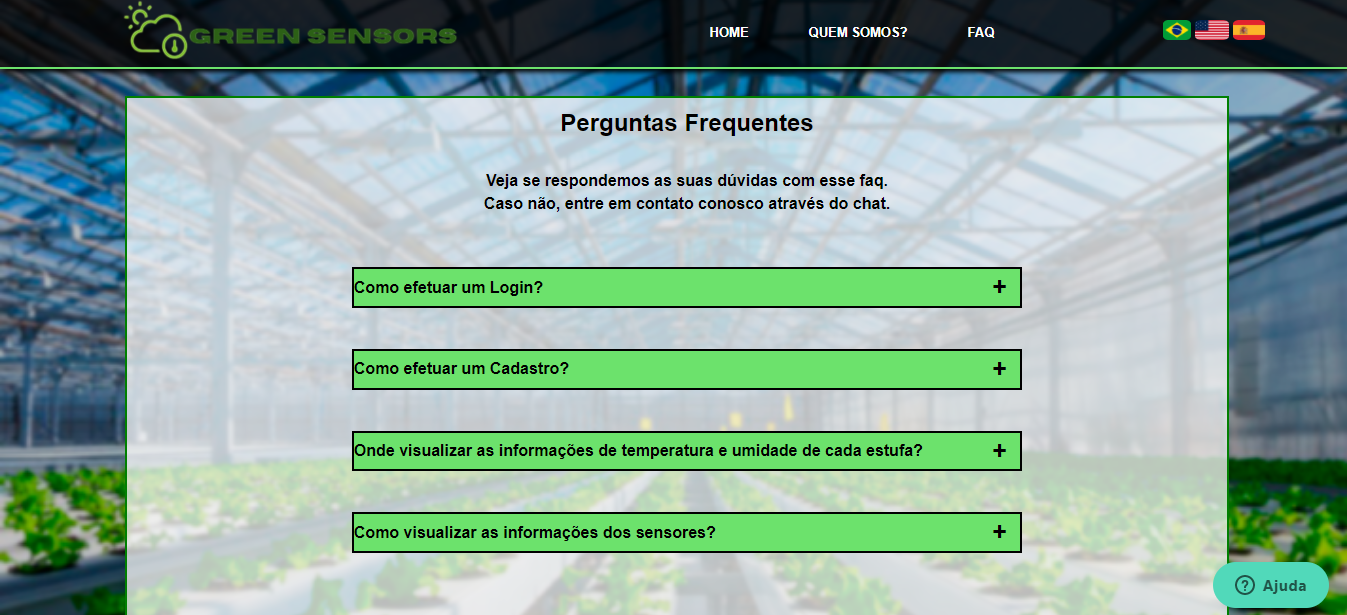 GREEN SENSORS
HOME
QUEM SOMOS?
FAQ
Perguntas Frequentes
Veja se respondemos as suas dúvidas com esse faq.
Caso não, entre em contato conosco através do chat.
Como efetuar um Login? +
Como efetuar um Cadastro? +
Onde visualizar as informações de temperatura e umidade de cada estufa? +
Como visualizar as informações dos sensores? +
? Ajuda